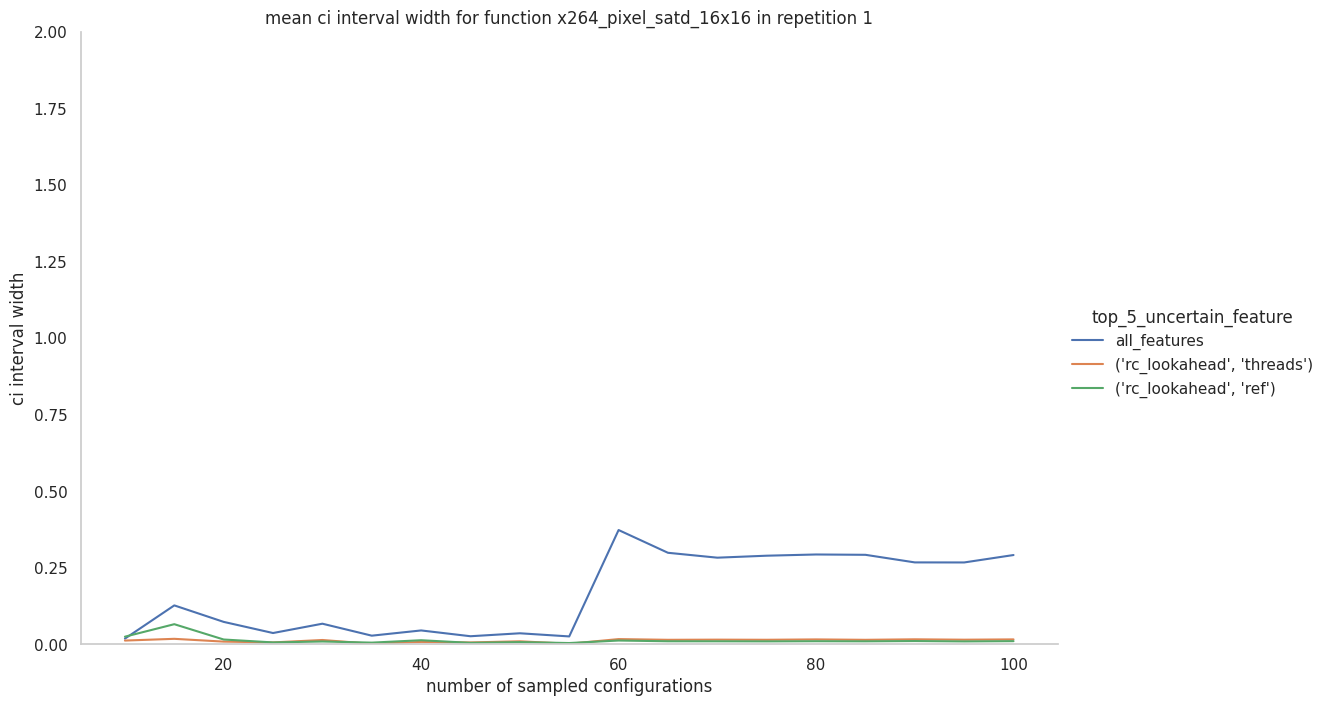 mean ci interval width for function x264_pixel_satd_16x16 in repetition 1
2.00
1.75
1.50
1.25
1.00
0.75
0.50
0.25
0.00
ci interval width
20
40
60
80
100
number of sampled configurations
top_5_uncertain_feature
all_features
('rc_lookahead', 'threads')
('rc_lookahead', 'ref')